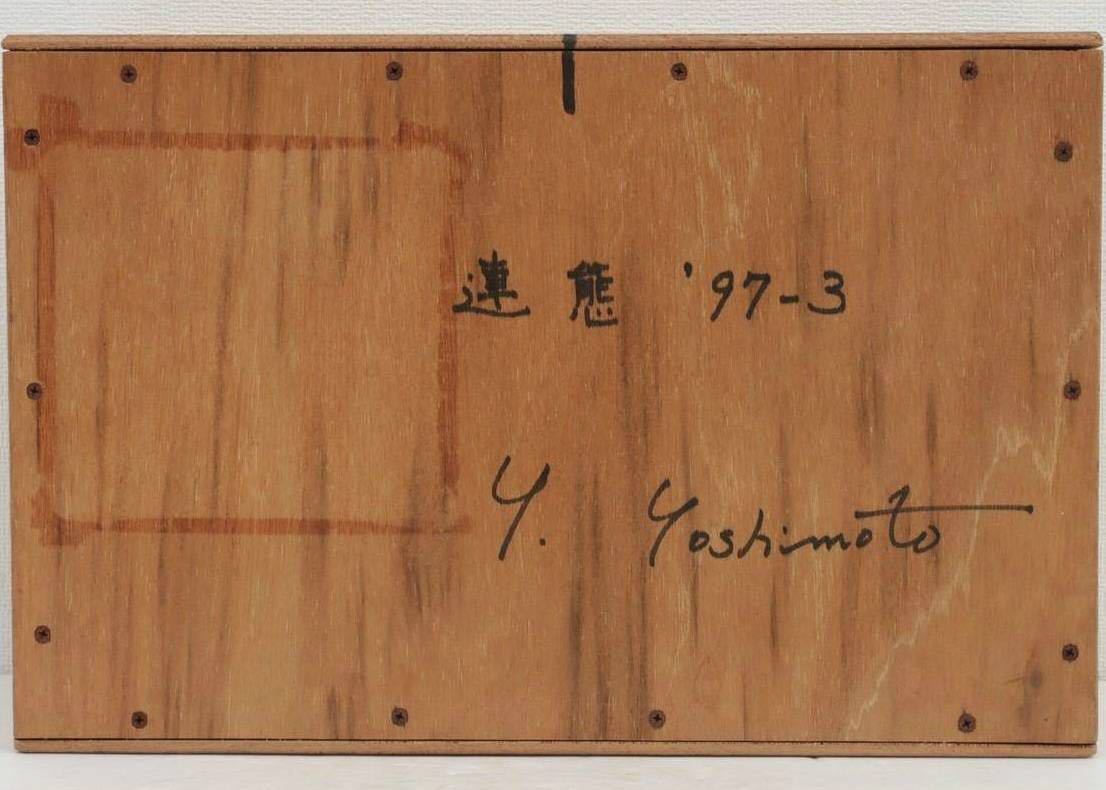 連態 '97-3
Y. Yoshimoto